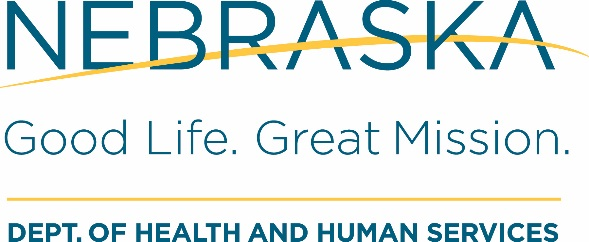 NEBRASKA
Good Life. Great Mission.
DEPT. OF HEALTH AND HUMAN SERVICES